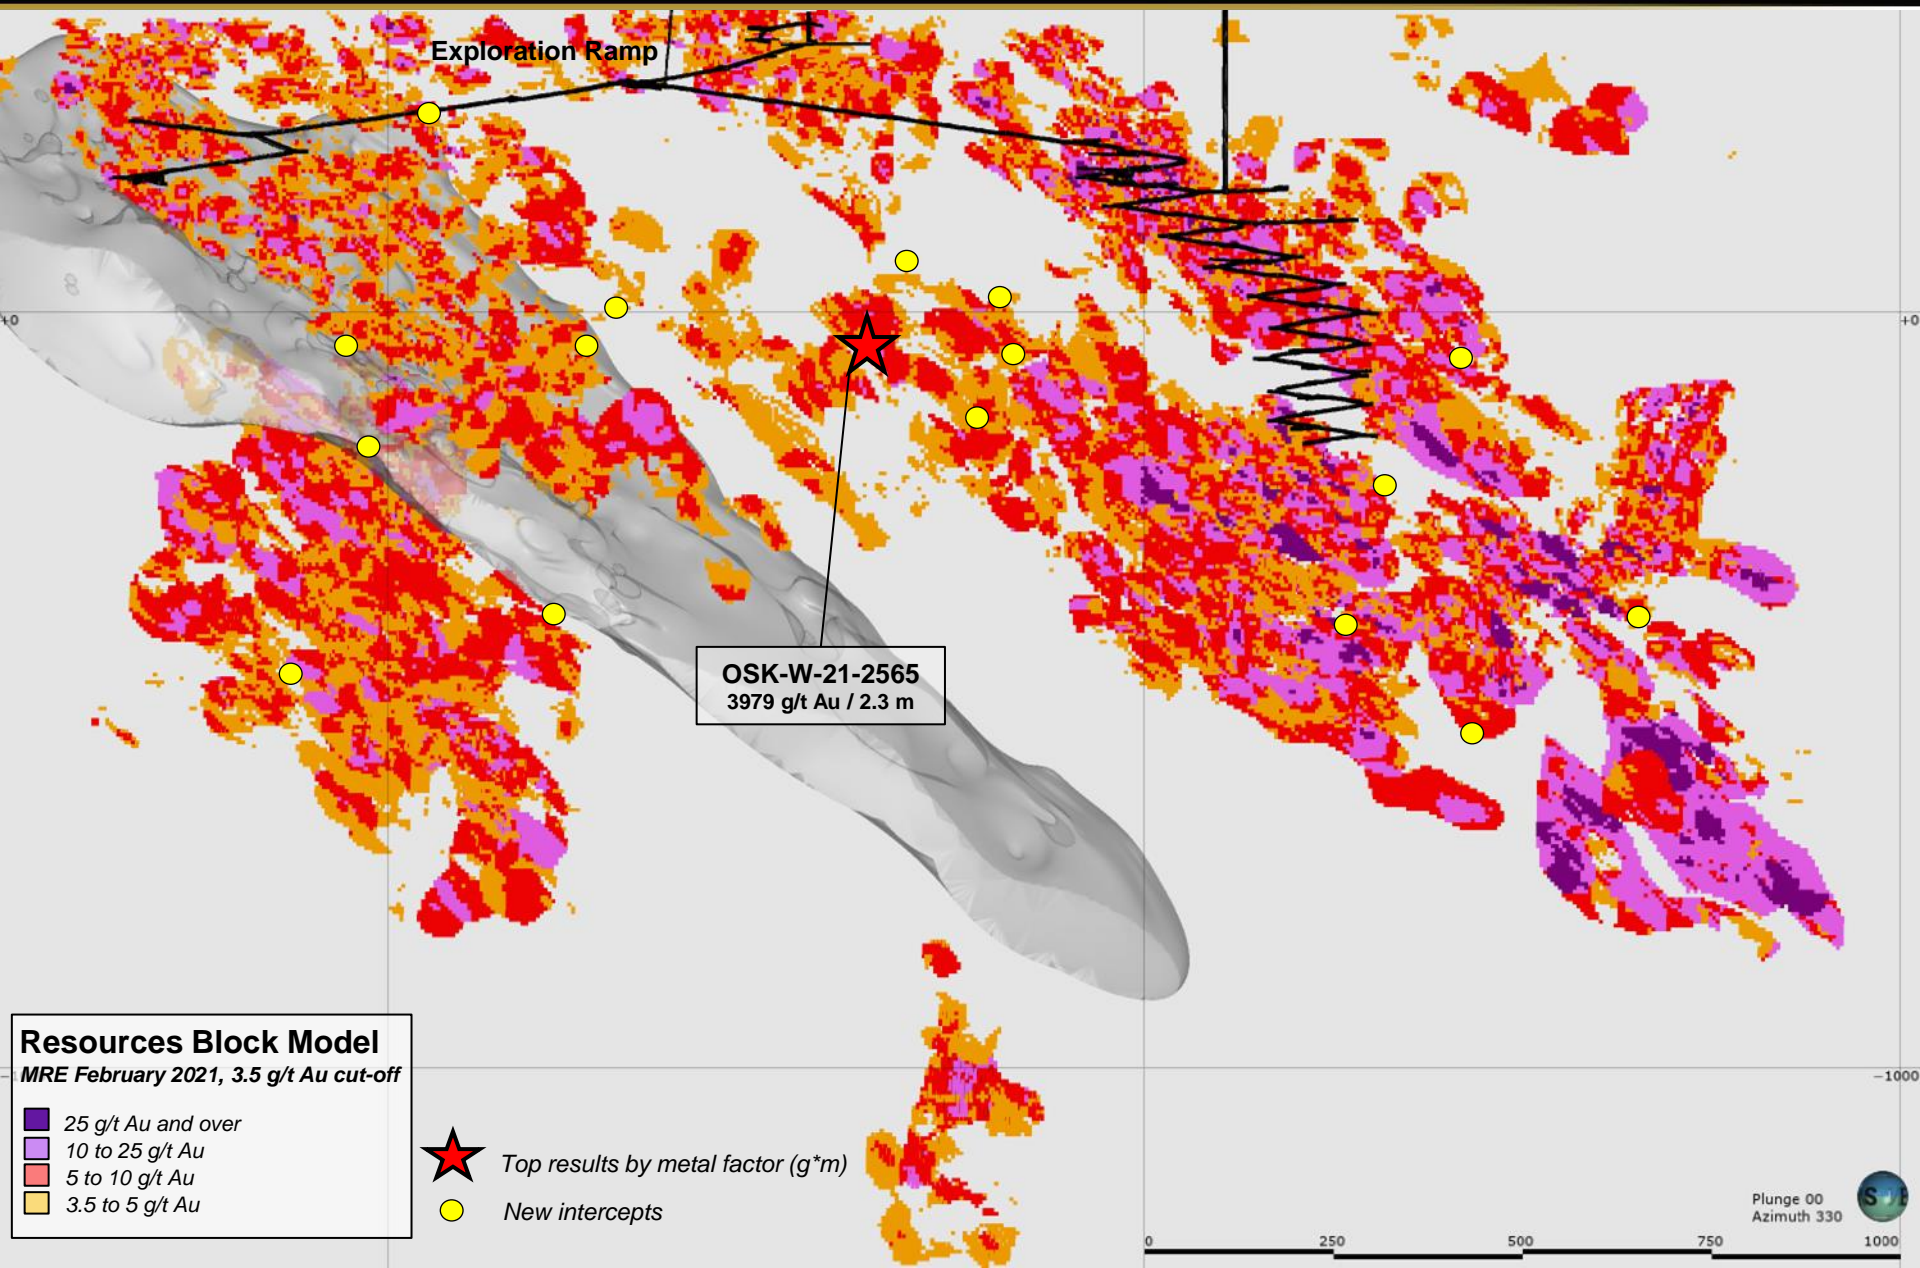 Exploration Ramp
+0
+0
OSK-W-21-2565
3979 g/t Au / 2.3 m
Resources Block Model
MRE February 2021, 3.5 g/t Au cut-off
25 g/t Au and over
10 to 25 g/t Au
5 to 10 g/t Au
3.5 to 5 g/t Au
Top results by metal factor (g*m)
New intercepts
−1000
Plunge 00
Azimuth 330
S
0 250 500 750 1000